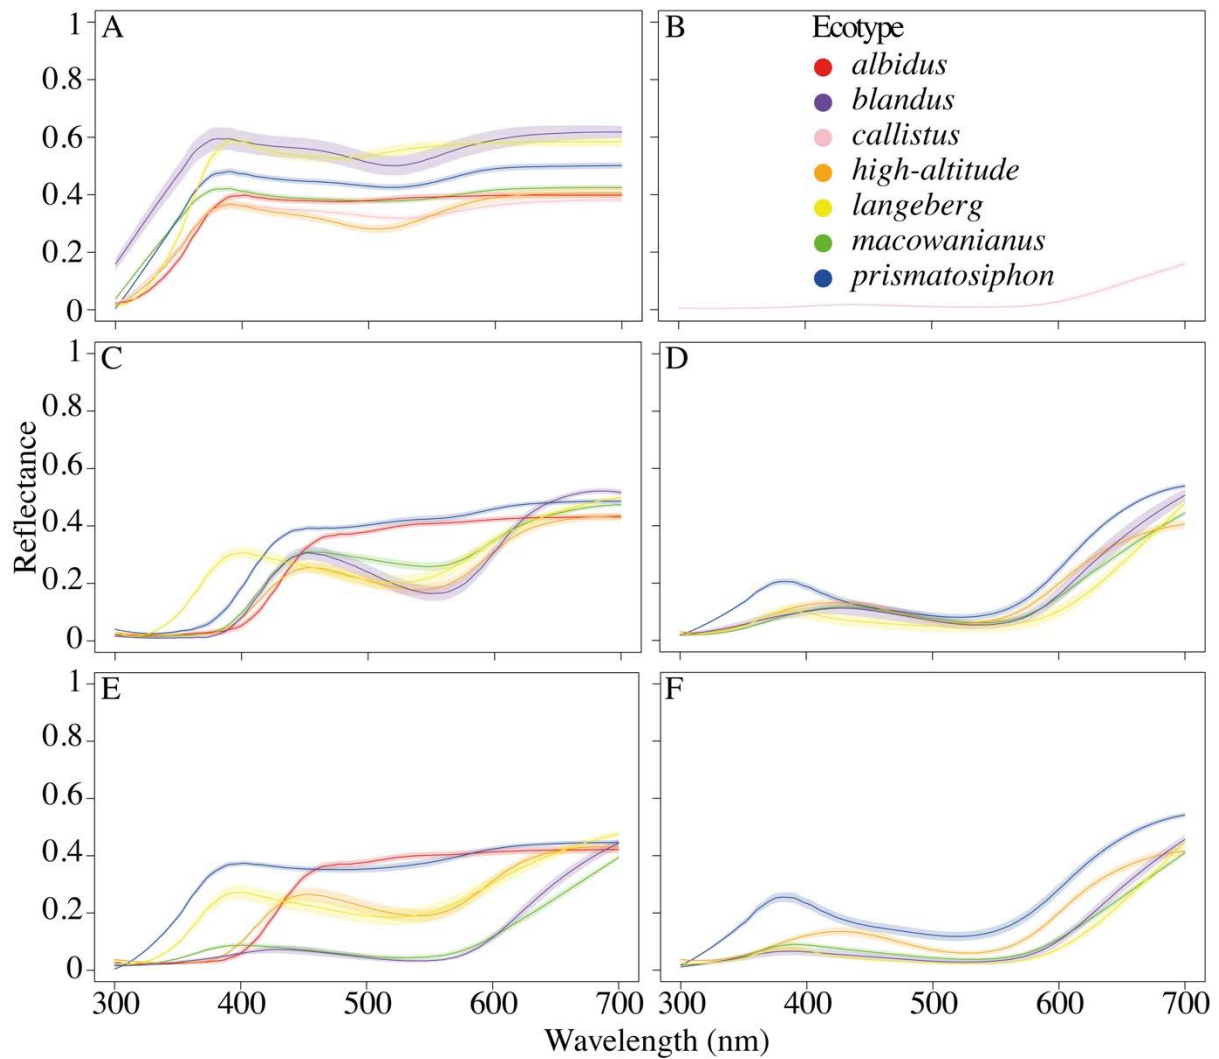 A
1
0.8
0.6
0.4
0.2
0
B
Ecotype
albidus
blandus
callistus
high-altitude
langeberg
macowanianus
prismatosiphon
700
C
1
0.8
0.6
0.4
0.2
0
D
Reflectance
E
1
0.8
0.6
0.4
0.2
0
300
400
500
600
700
F
300
400
500
600
700
Wavelength (nm)